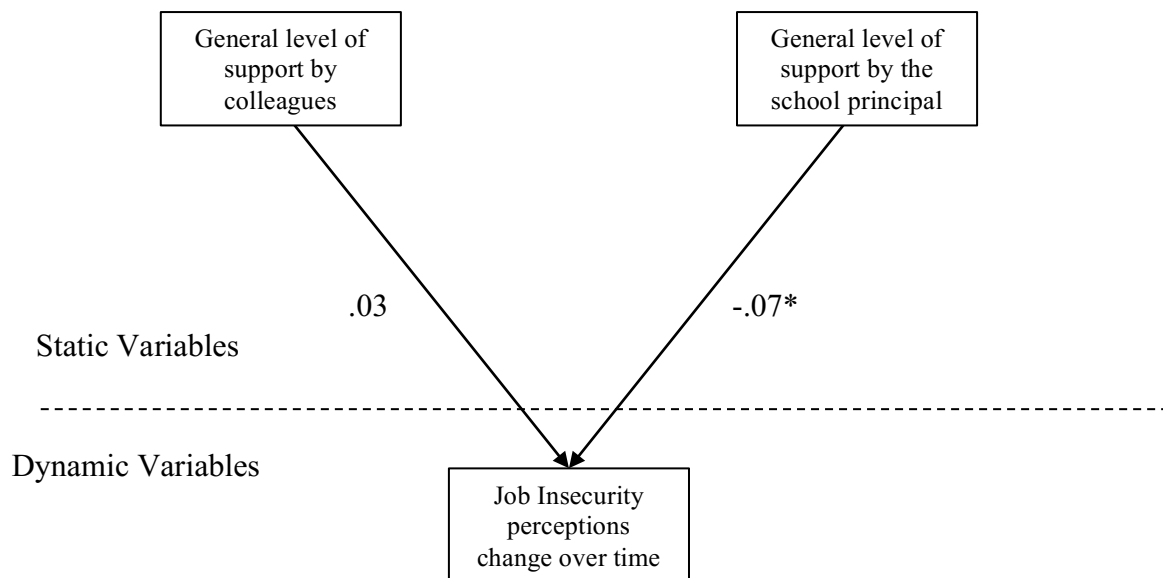 General level of
support by
colleagues
General level of
support by the
school principal
.03
-.07*
Static Variables
Dynamic Variables
Job Insecurity
perceptions
change over time